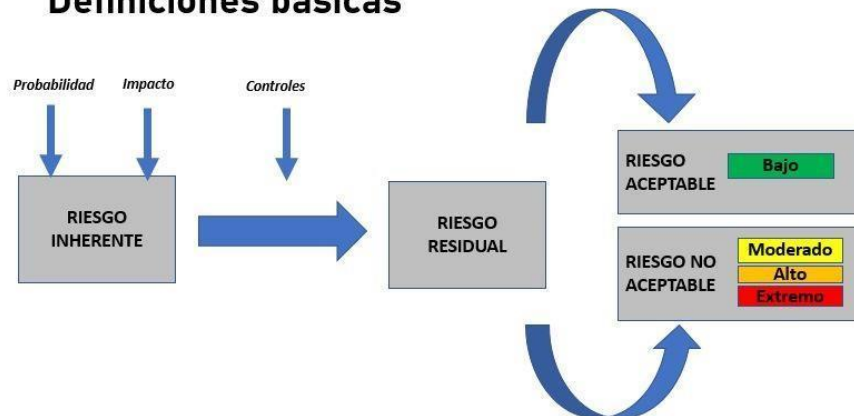 Definiciones básicas
Probabilidad
Impacto
Controles
RIESGO
INHERENTE
RIESGO
RESIDUAL
RIESGO
ACEPTABLE
Bajo
RIESGO NO
ACEPTABLE
Moderado
Alto
Extremo